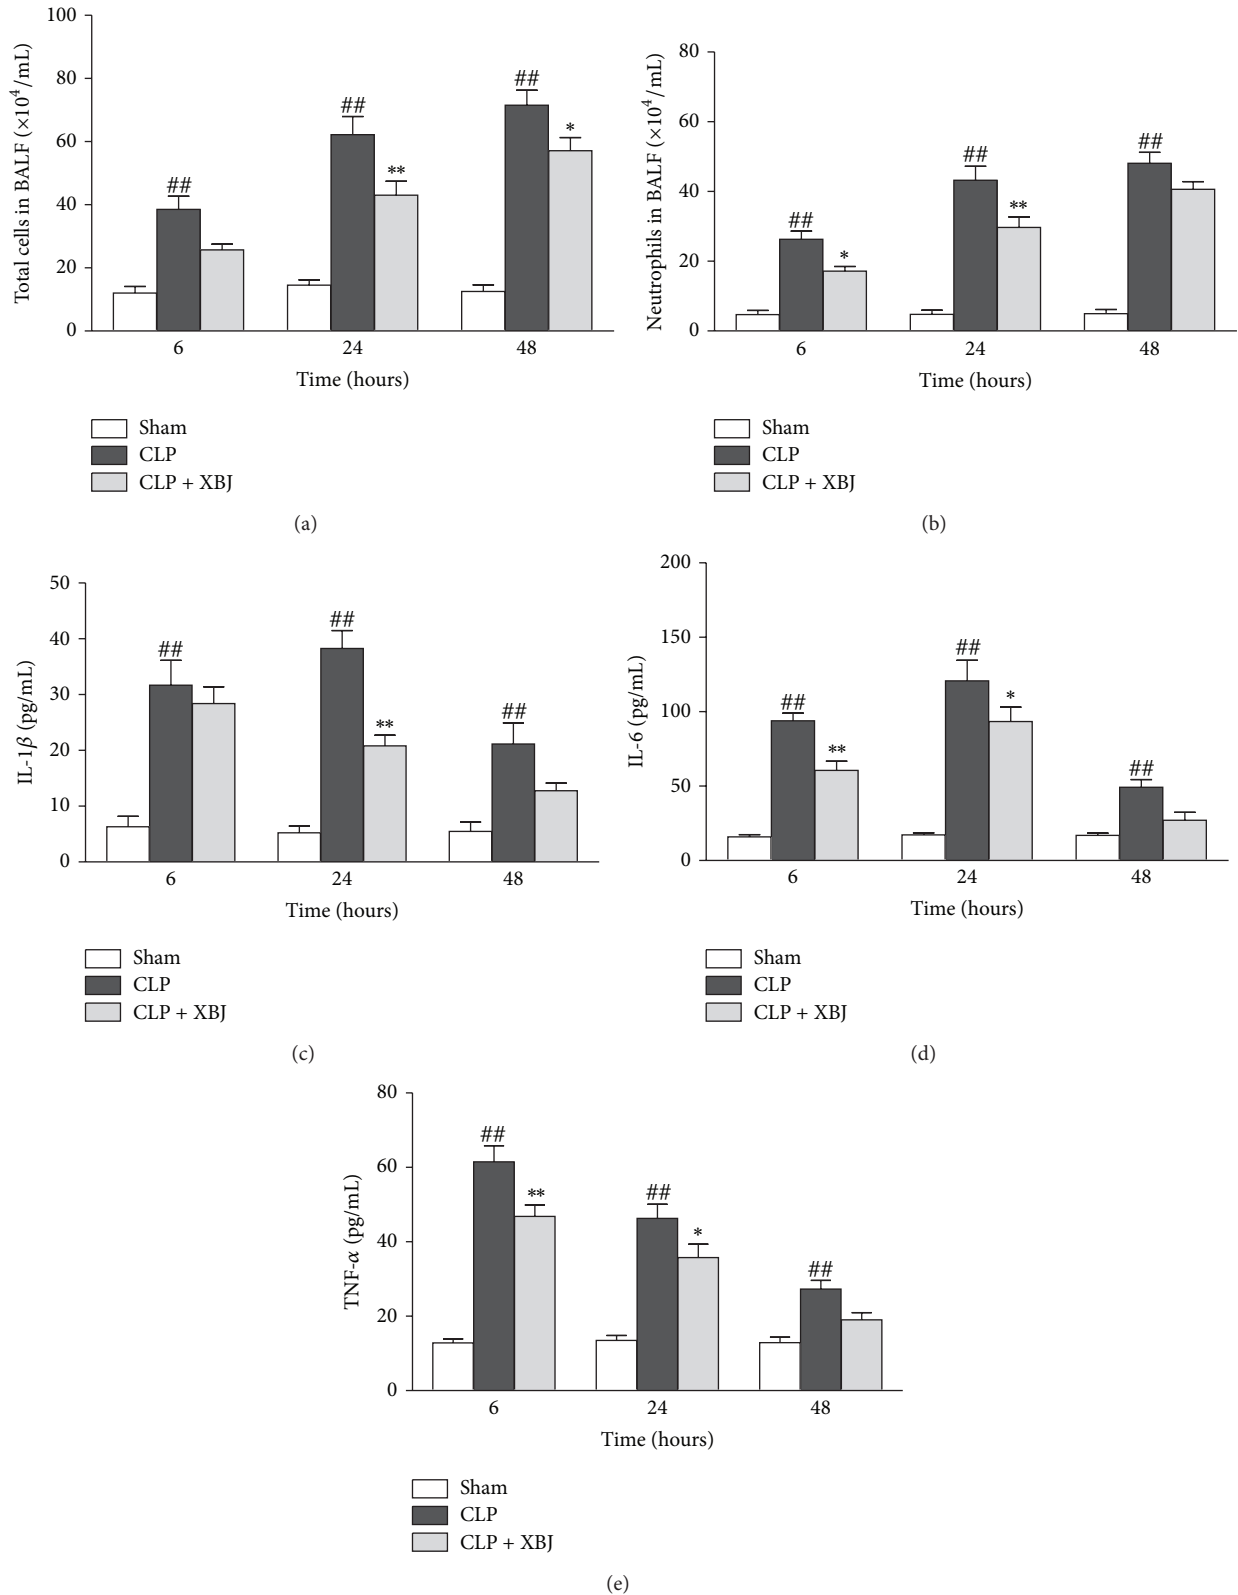 100
80
60
40
20
0
Total cells in BALF (×10⁴/mL)
##
##
##
**
*
6 24 48
Time (hours)
Sham
CLP
CLP + XBJ
(a)
80
60
40
20
0
Neutrophils in BALF (×10⁴/mL)
##
*
##
**
##
6 24 48
Time (hours)
Sham
CLP
CLP + XBJ
(b)
50
40
30
20
10
0
IL-1β (pg/mL)
##
##
**
##
6 24 48
Time (hours)
Sham
CLP
CLP + XBJ
(c)
200
150
100
50
0
IL-6 (pg/mL)
##
**
##
*
##
6 24 48
Time (hours)
Sham
CLP
CLP + XBJ
(d)
80
60
40
20
0
TNF-α (pg/mL)
##
**
##
*
##
6 24 48
Time (hours)
Sham
CLP
CLP + XBJ
(e)